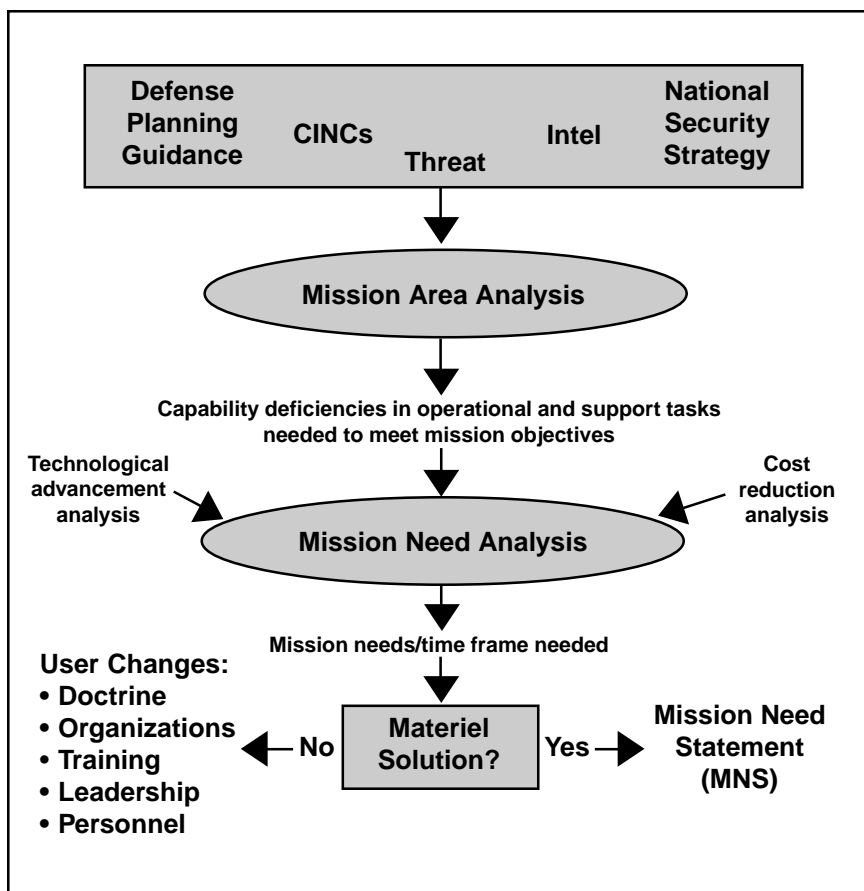 Defense
Planning
Guidance
CINCs
Threat
Intel
National
Security
Strategy
Mission Area Analysis
Capability deficiencies in operational and support tasks
needed to meet mission objectives
Technological
advancement
analysis
Cost
reduction
analysis
Mission Need Analysis
Mission needs/time frame needed
User Changes:
• Doctrine
• Organizations
• Training
• Leadership
• Personnel
No
Materiel
Solution?
Yes
Mission Need
Statement
(MNS)